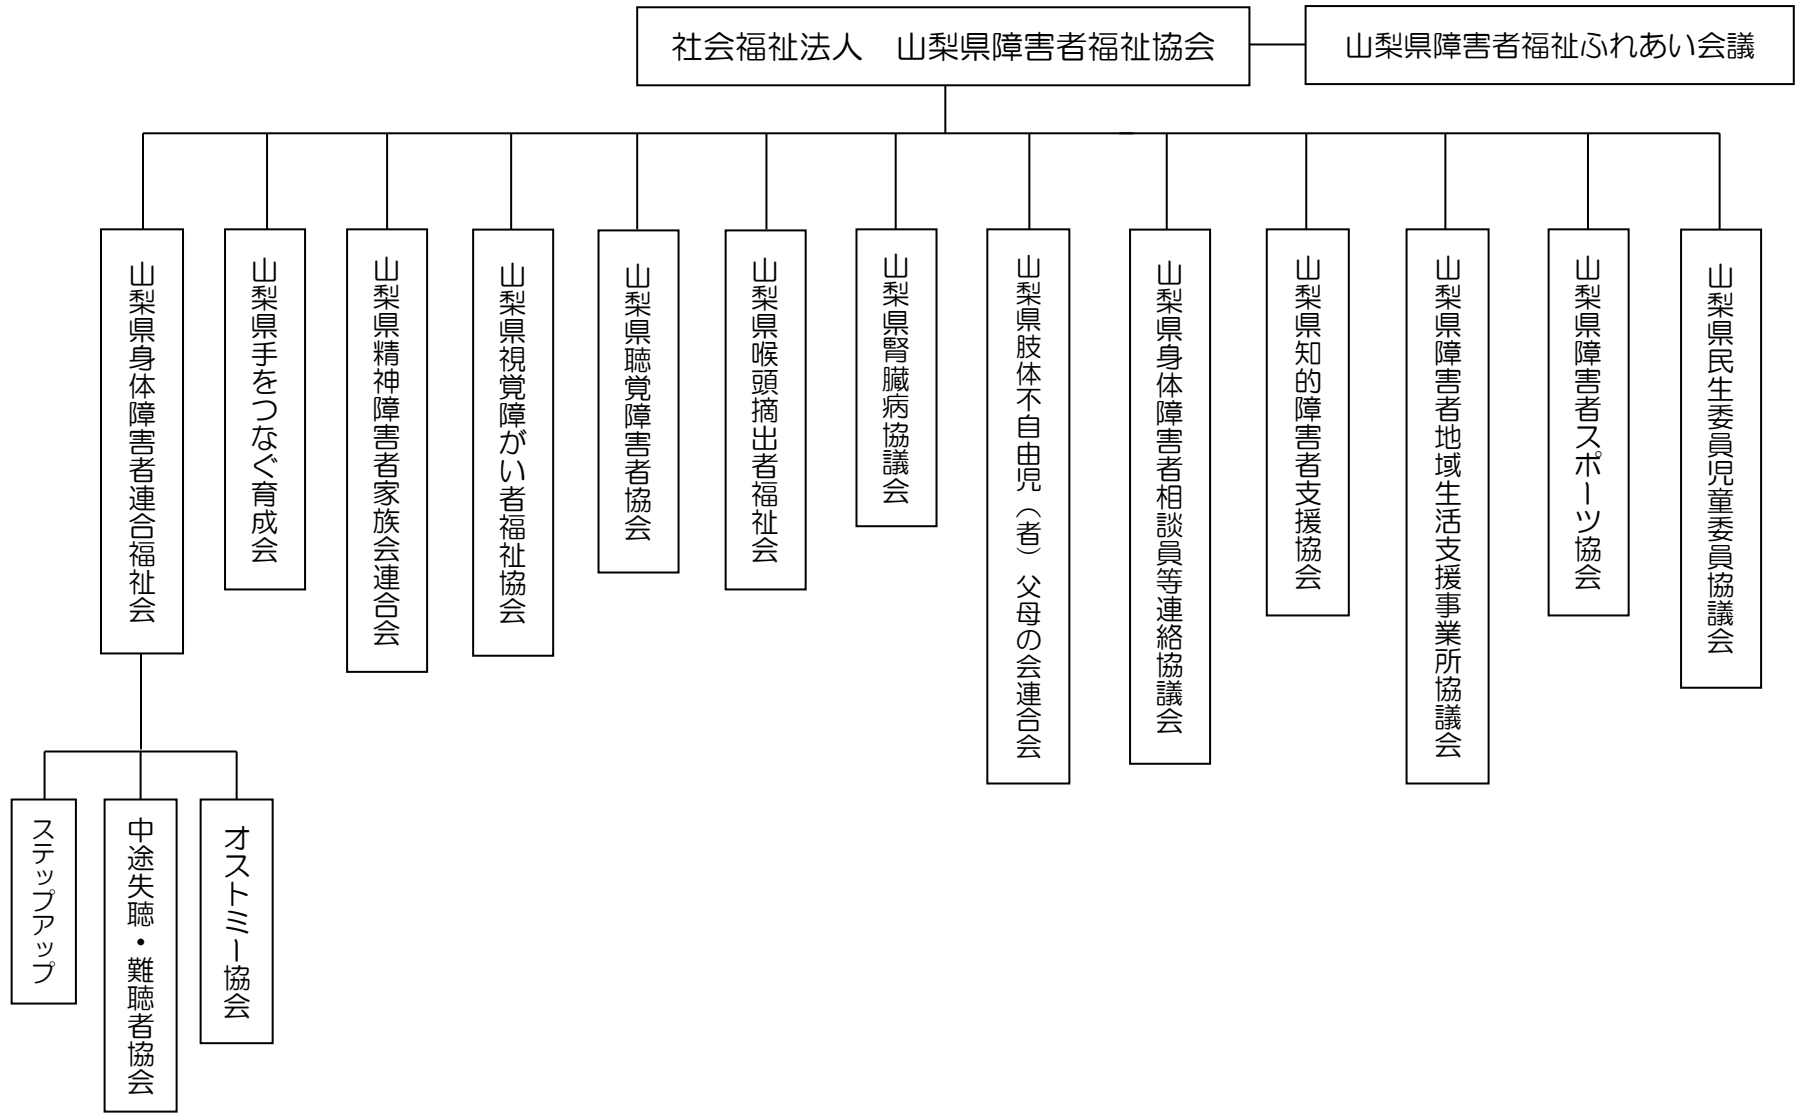 社会福祉法人　山梨県障害者福祉協会
山梨県障害者福祉ふれあい会議
山梨県身体障害者連合福祉会
山梨県手をつなぐ育成会
山梨県精神障害者家族会連合会
山梨県視覚障がい者福祉協会
山梨県聴覚障害者協会
山梨県喉頭摘出者福祉会
山梨県腎臓病協議会
山梨県肢体不自由児（者）父母の会連合会
山梨県身体障害者相談員等連絡協議会
山梨県知的障害者支援協会
山梨県障害者地域生活支援事業所協議会
山梨県障害者スポーツ協会
山梨県民生委員児童委員協議会
ステップアップ
中途失聴・難聴者協会
オストミー協会